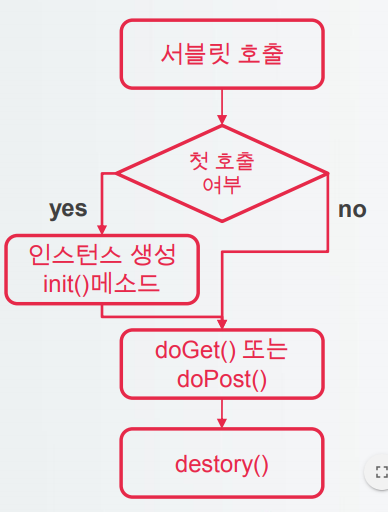 서블릿 호출
첫 호출
여부
yes
no
인스턴스 생성
init()메소드
doGet() 또는
doPost()
destory()